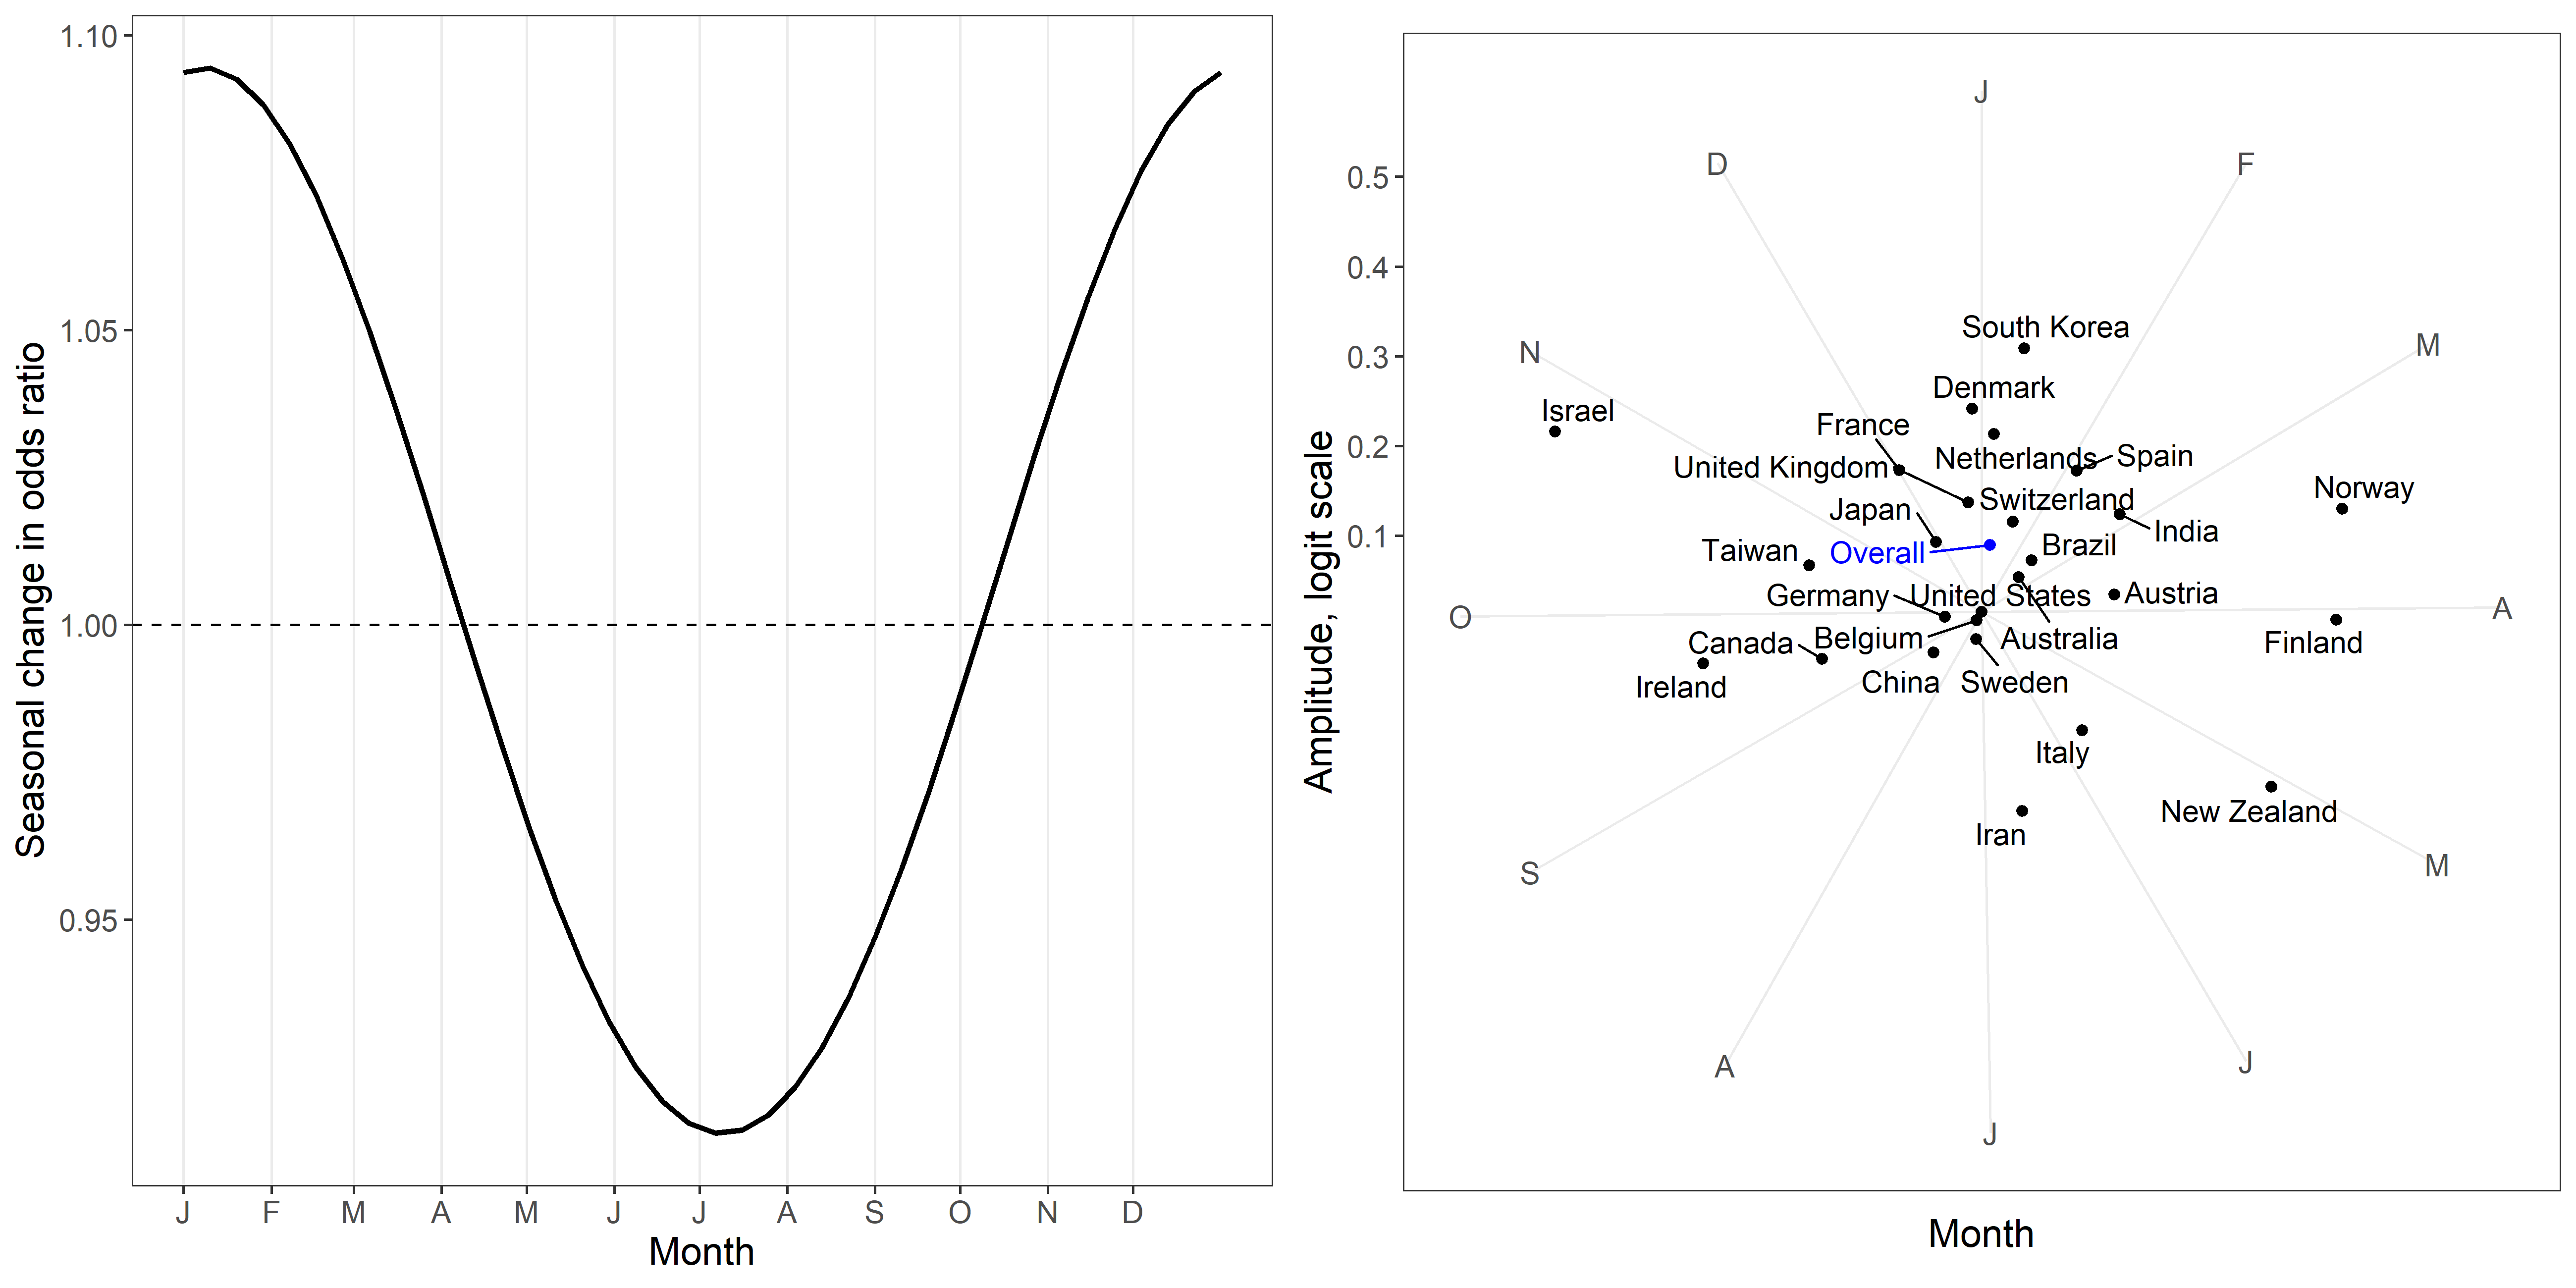 Seasonal change in odds ratio
1.10
1.05
1.00
0.95
J F M A M J J A S O N D
Month
Amplitude, logit scale
0.5
0.4
0.3
0.2
0.1
J
D
F
N
M
O
A
S
M
A
J
J
South Korea
Denmark
Israel
France
Netherlands
Spain
United Kingdom
Norway
Switzerland
Japan
India
Taiwan
Overall
Brazil
Germany
United States
Austria
Canada
Belgium
Australia
Finland
Ireland
China
Sweden
Italy
New Zealand
Iran
Month